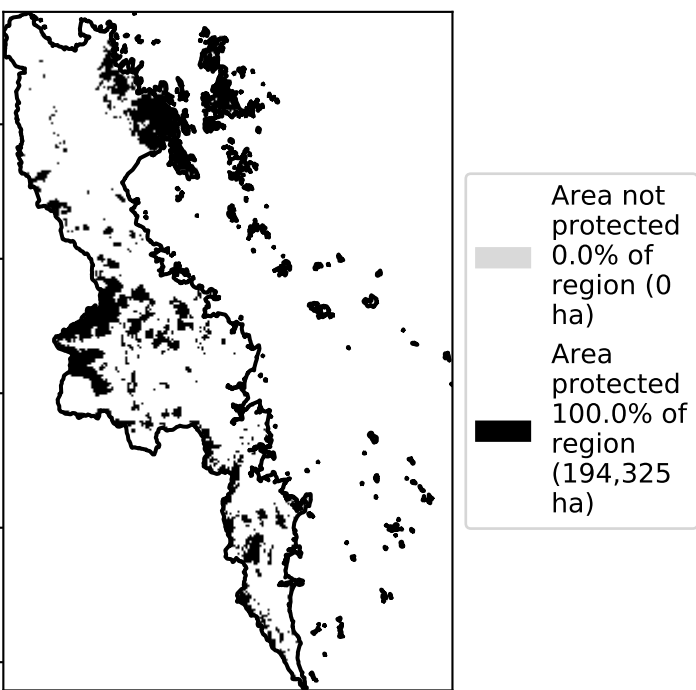 Area not
protected
0.0% of
region (0
ha)
Area
protected
100.0% of
region
(194,325
ha)